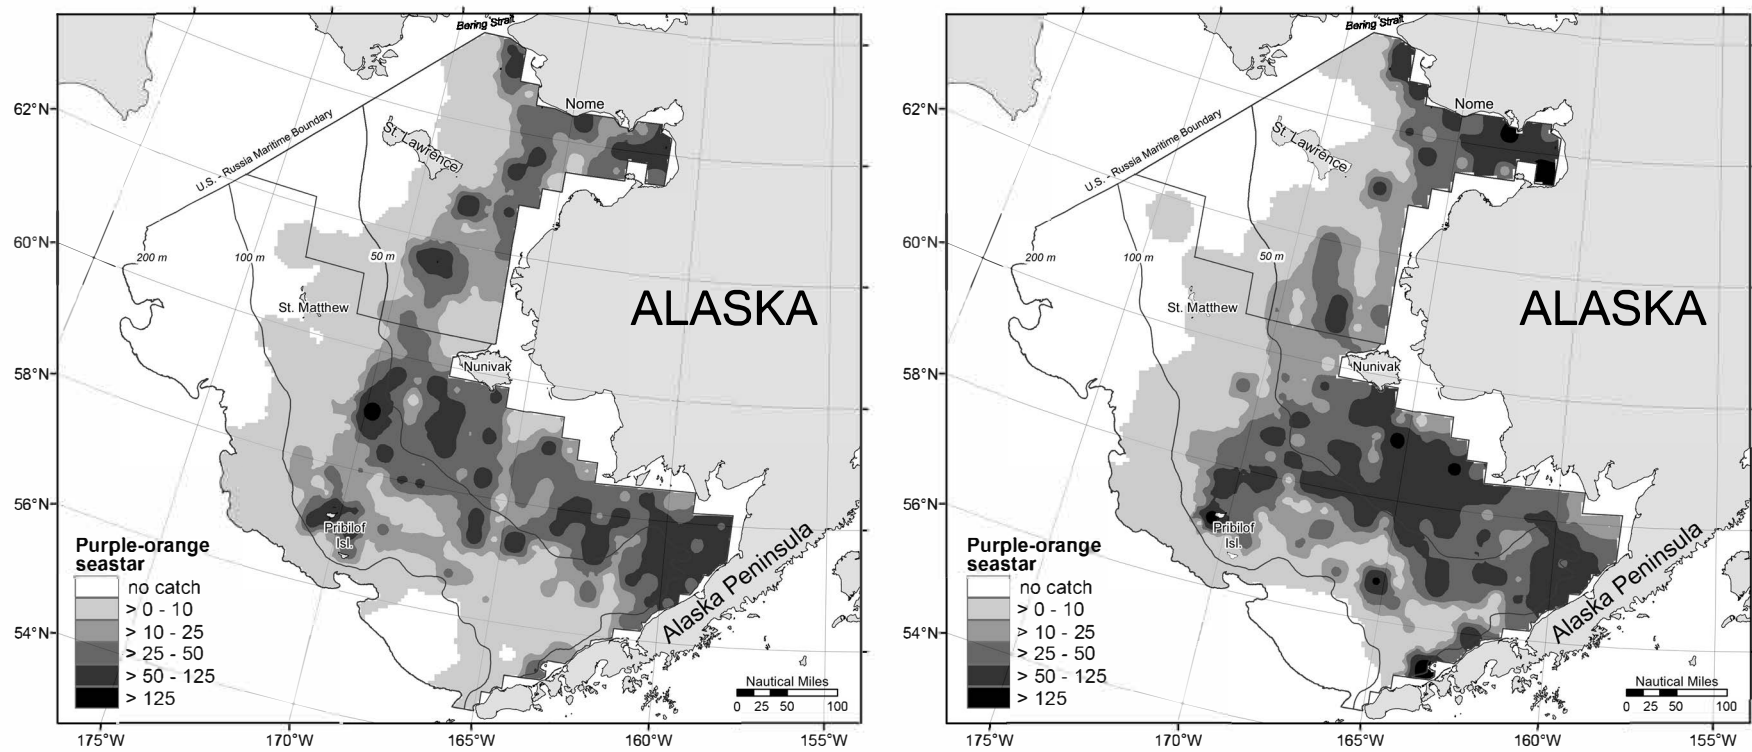 Bering Strait
62°N
Nome
St. Lawrence
U.S. - Russia Maritime Boundary
60°N
200 m
100 m
50 m
St. Matthew
ALASKA
58°N
Nunivak
56°N
Pribilof
Isl.
Alaska Peninsula
Purple-orange
seastar
no catch
> 0 - 10
> 10 - 25
> 25 - 50
> 50 - 125
> 125
54°N
Nautical Miles
0 25 50 100
175°W 170°W 165°W 160°W 155°W
Bering Strait
62°N
Nome
St. Lawrence
U.S. - Russia Maritime Boundary
60°N
200 m
100 m
50 m
St. Matthew
ALASKA
58°N
Nunivak
56°N
Pribilof
Isl.
Alaska Peninsula
Purple-orange
seastar
no catch
> 0 - 10
> 10 - 25
> 25 - 50
> 50 - 125
> 125
54°N
Nautical Miles
0 25 50 100
175°W 170°W 165°W 160°W 155°W